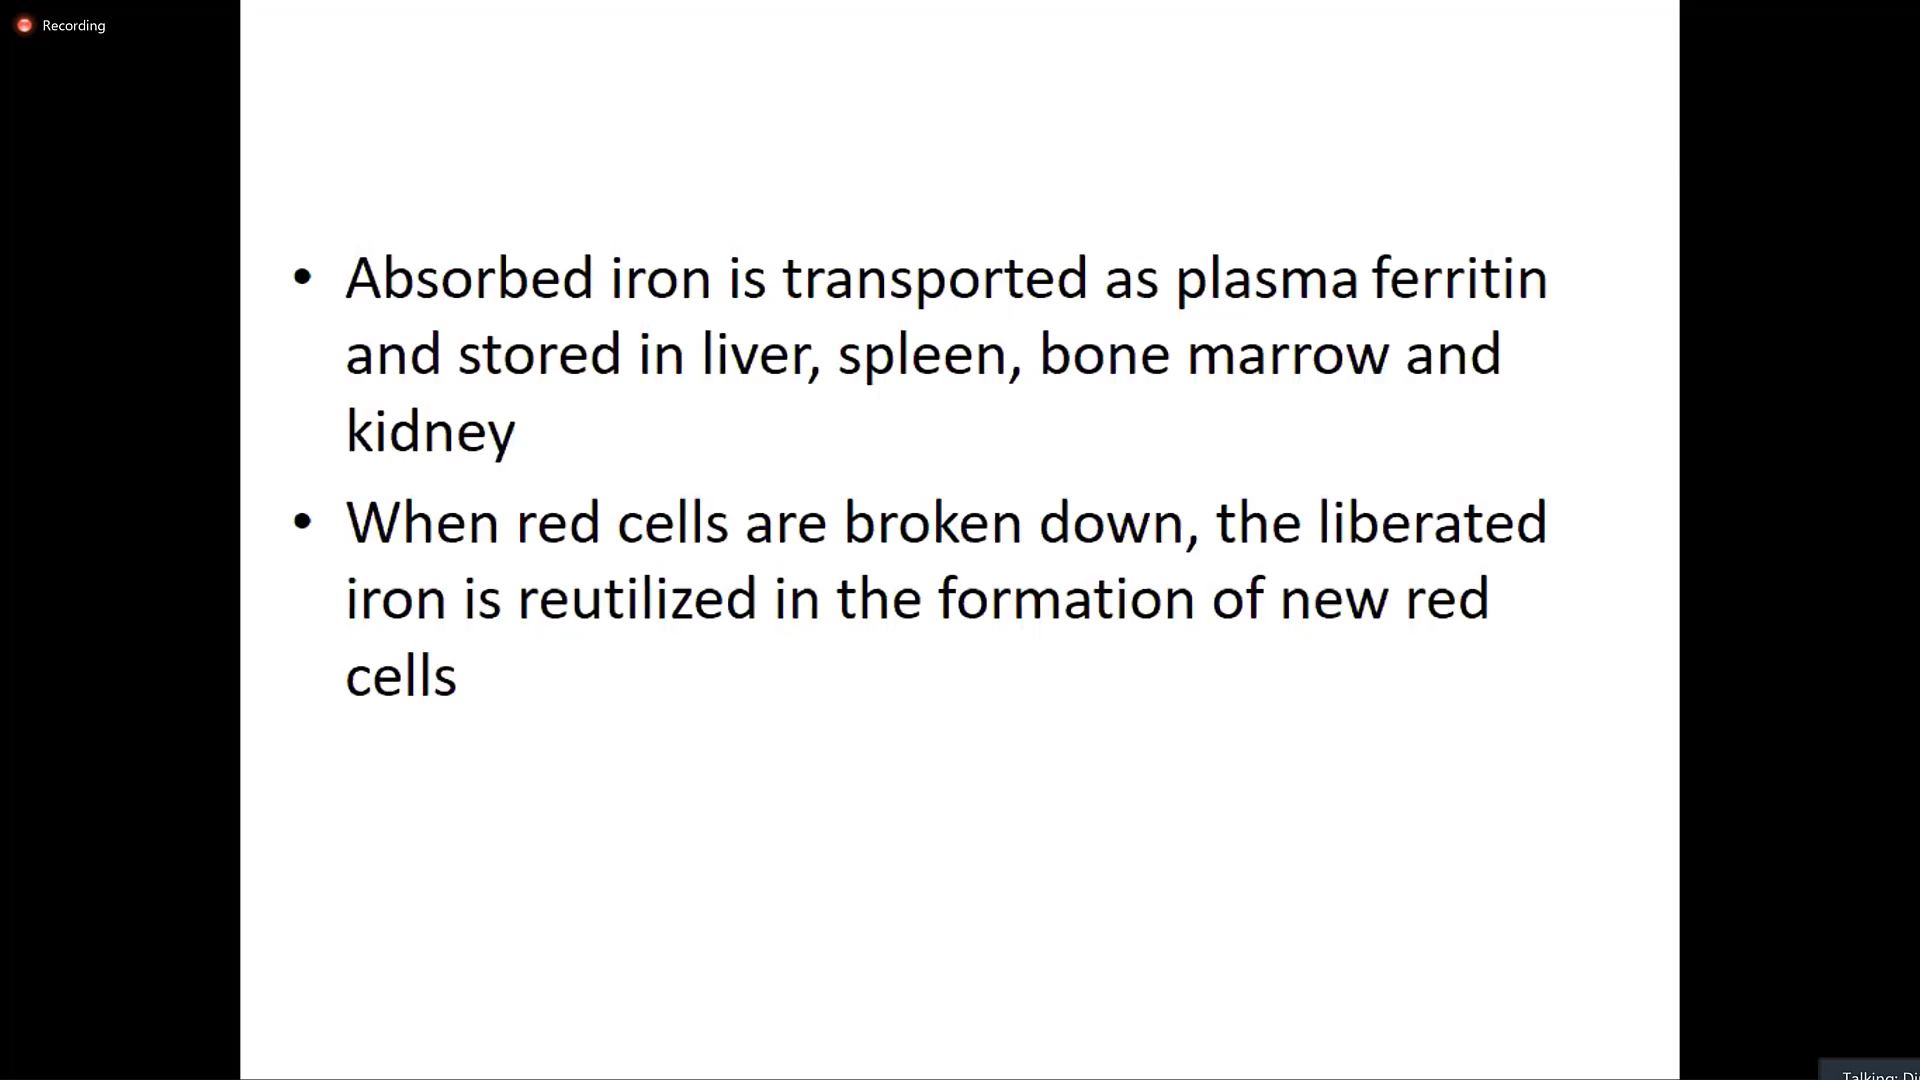 Recording
• Absorbed iron is transported as plasma ferritin
and stored in liver, spleen, bone marrow and
kidney
• When red cells are broken down, the liberated
iron is reutilized in the formation of new red
cells
Talking: